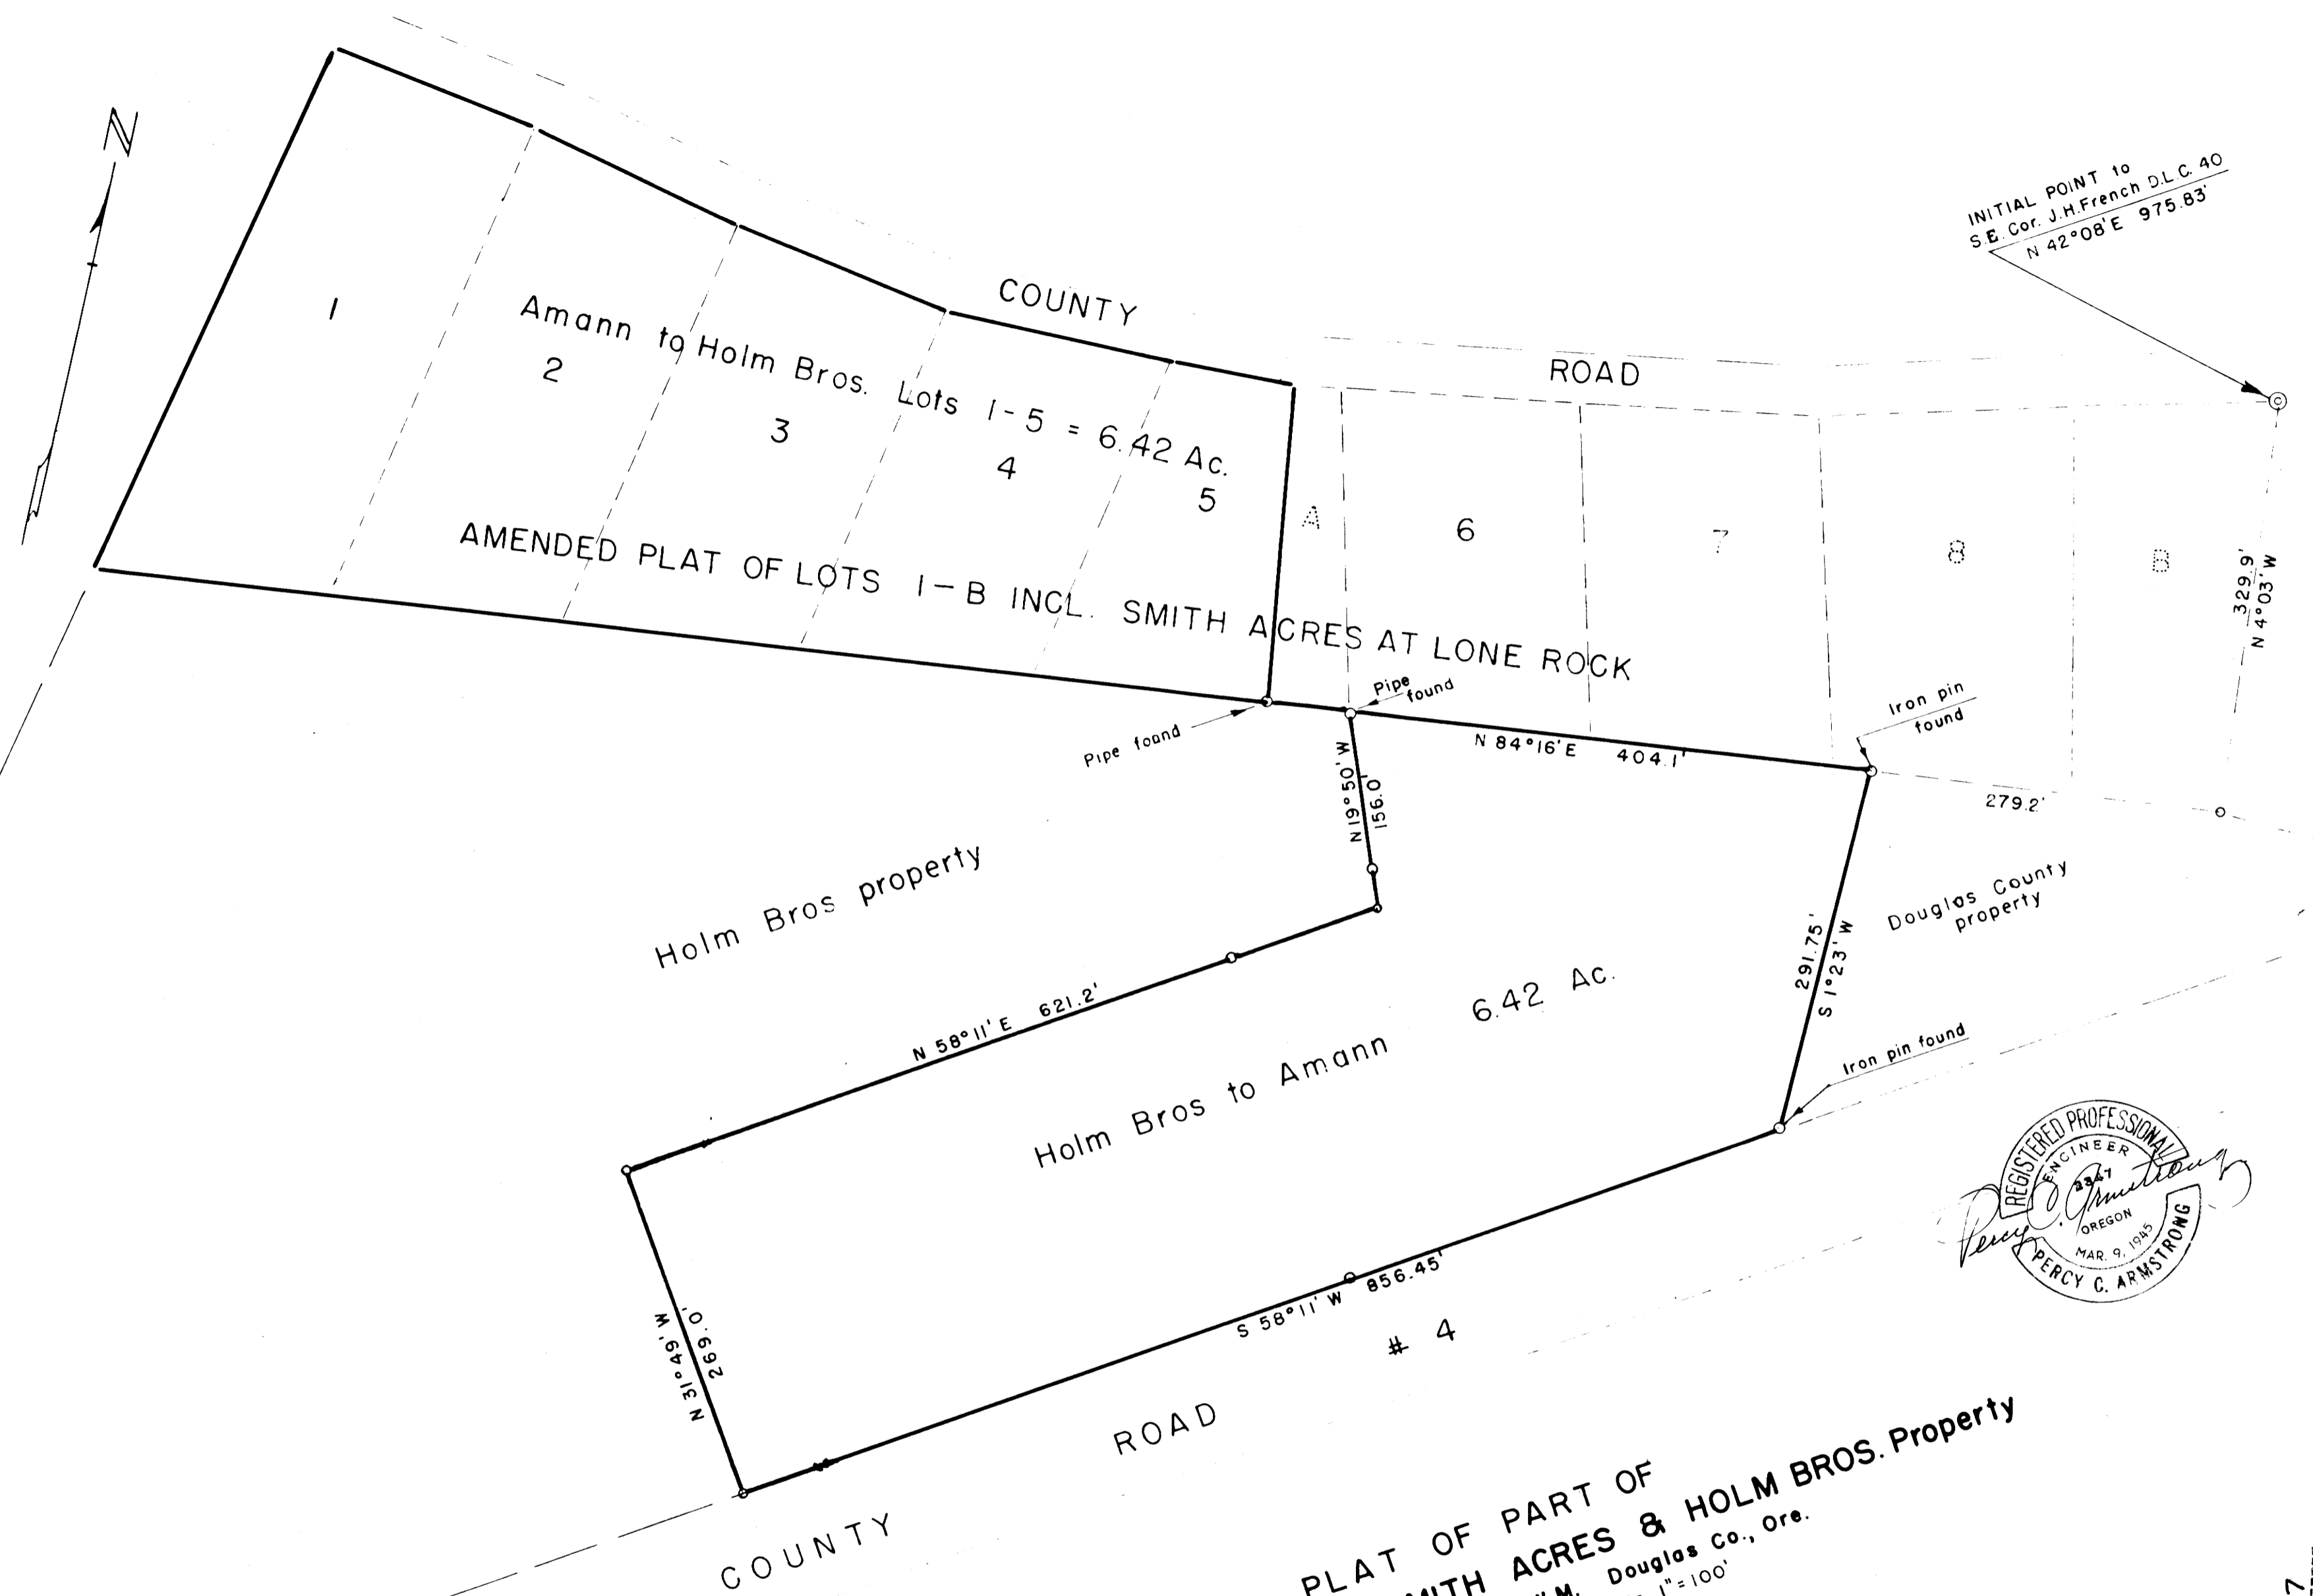 N
INITIAL POINT to
S.E. Cor. J.H. French D.L.C. 40
N 42°08'E 975.83'
COUNTY
ROAD
1
Amann to Holm Bros. Lots 1-5 = 6.42 Ac.
2
3
4
5
A
6
7
8
B
329.9'
N 4°03' W
AMENDED PLAT OF LOTS 1-B INCL. SMITH ACRES AT LONE ROCK
Pipe found
Pipe
found
Iron pin
found
N 84°16'E 404.1'
279.2'
N 19°50' W
156.0'
Holm Bros property
Douglas County
property
291.75'
S 1°23' W
6.42 Ac.
N 58°11'E 621.2'
Holm Bros to Amann
Iron pin found
N 31°49' W
269.0'
S 58°11' W 856.45'
# 4
COUNTY ROAD
REGISTERED PROFESSIONAL
ENGINEER
Percy C. Armstrong
OREGON
MAR. 9, 1945
PERCY C. ARMSTRONG
PLAT OF PART OF
ACRES & HOLM BROS. Property
Douglas Co., Ore.
1"=100'